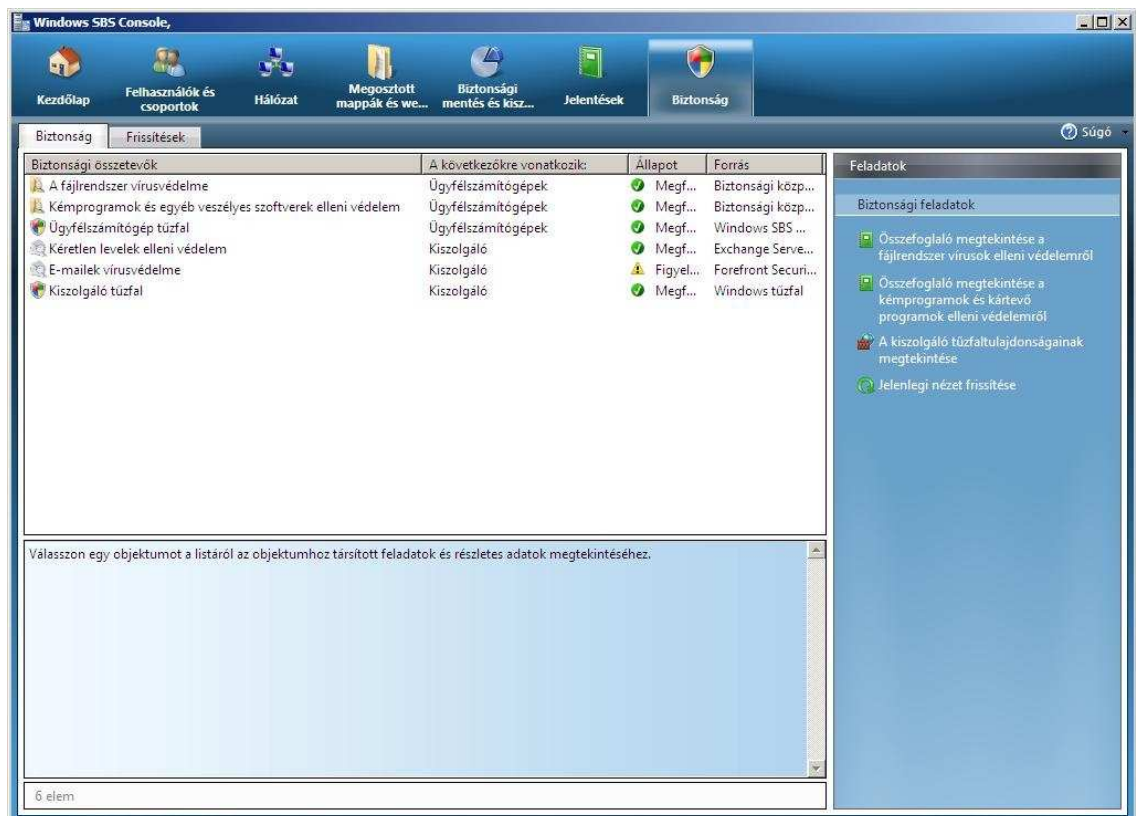 Windows SBS Console,
Kezdőlap
Felhasználók és
csoportok
Hálózat
Megosztott
mappák és we...
Biztonsági
mentés és kisz...
Jelentések
Biztonság
Biztonság
Frissítések
Súgó
Biztonsági összetevők A következőkre vonatkozik: Állapot Forrás
A fájlrendszer vírusvédelme Ügyfélszámítógépek Megf... Biztonsági közp...
Kémprogramok és egyéb veszélyes szoftverek elleni védelem Ügyfélszámítógépek Megf... Biztonsági közp...
Ügyfélszámítógép tűzfal Ügyfélszámítógépek Megf... Windows SBS ...
Kéretlen levelek elleni védelem Kiszolgáló Megf... Exchange Serve...
E-mailek vírusvédelme Kiszolgáló Figyel... Forefront Securi...
Kiszolgáló tűzfal Kiszolgáló Megf... Windows tűzfal
Válasszon egy objektumot a listáról az objektumhoz társított feladatok és részletes adatok megtekintéséhez.
6 elem
Feladatok
Biztonsági feladatok
Összefoglaló megtekintése a
fájlrendszer vírusok elleni védelemről
Összefoglaló megtekintése a
kémprogramok és kártevő
programok elleni védelemről
A kiszolgáló tűzfaltulajdonságainak
megtekintése
Jelenlegi nézet frissítése